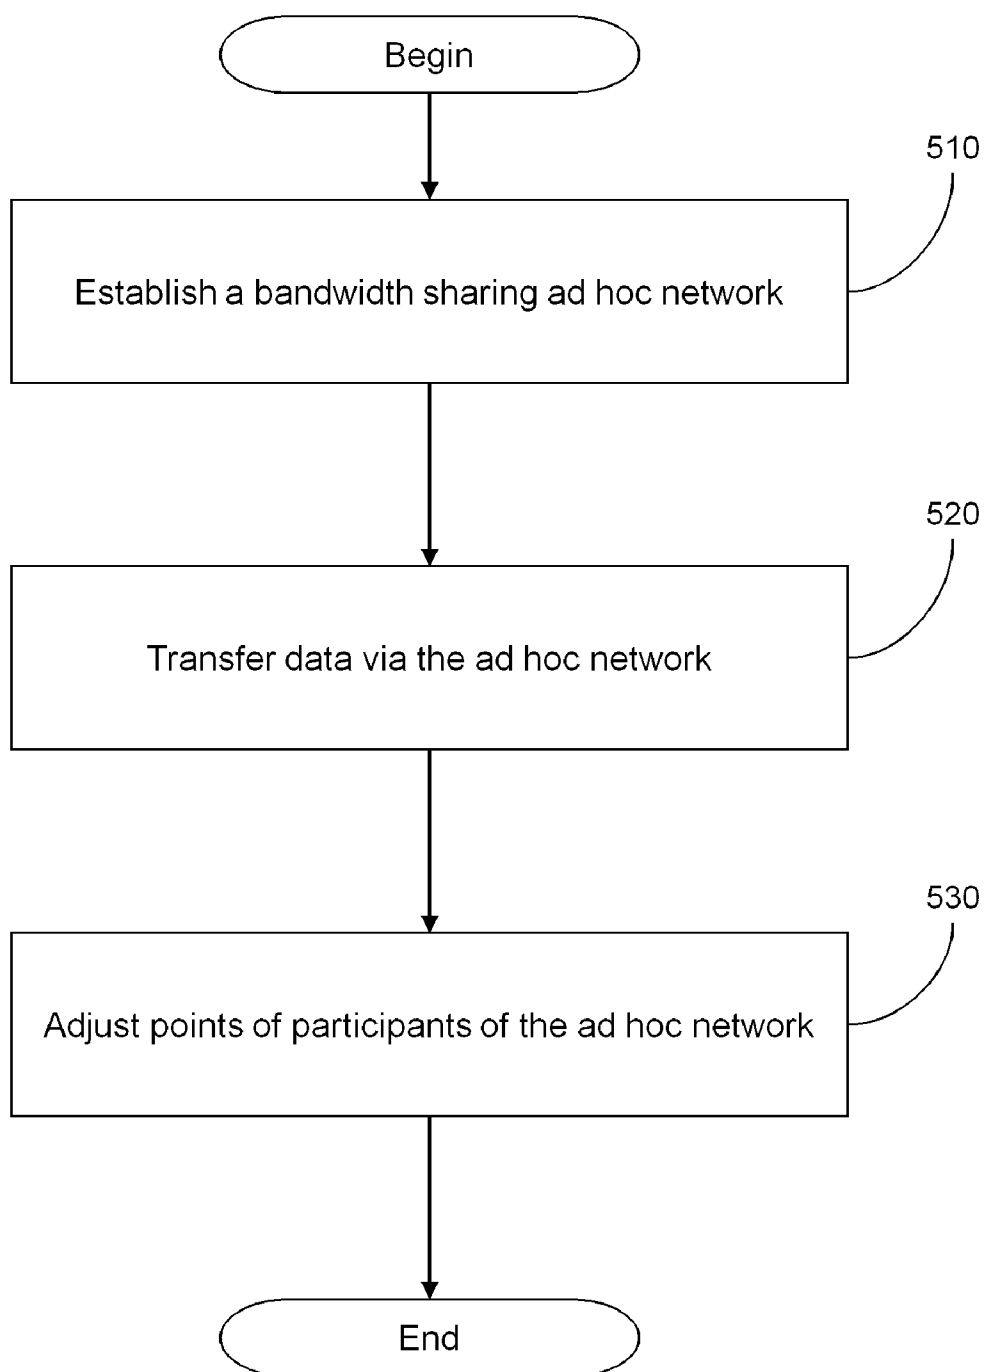 Begin
510
Establish a bandwidth sharing ad hoc network
520
Transfer data via the ad hoc network
530
Adjust points of participants of the ad hoc network
End